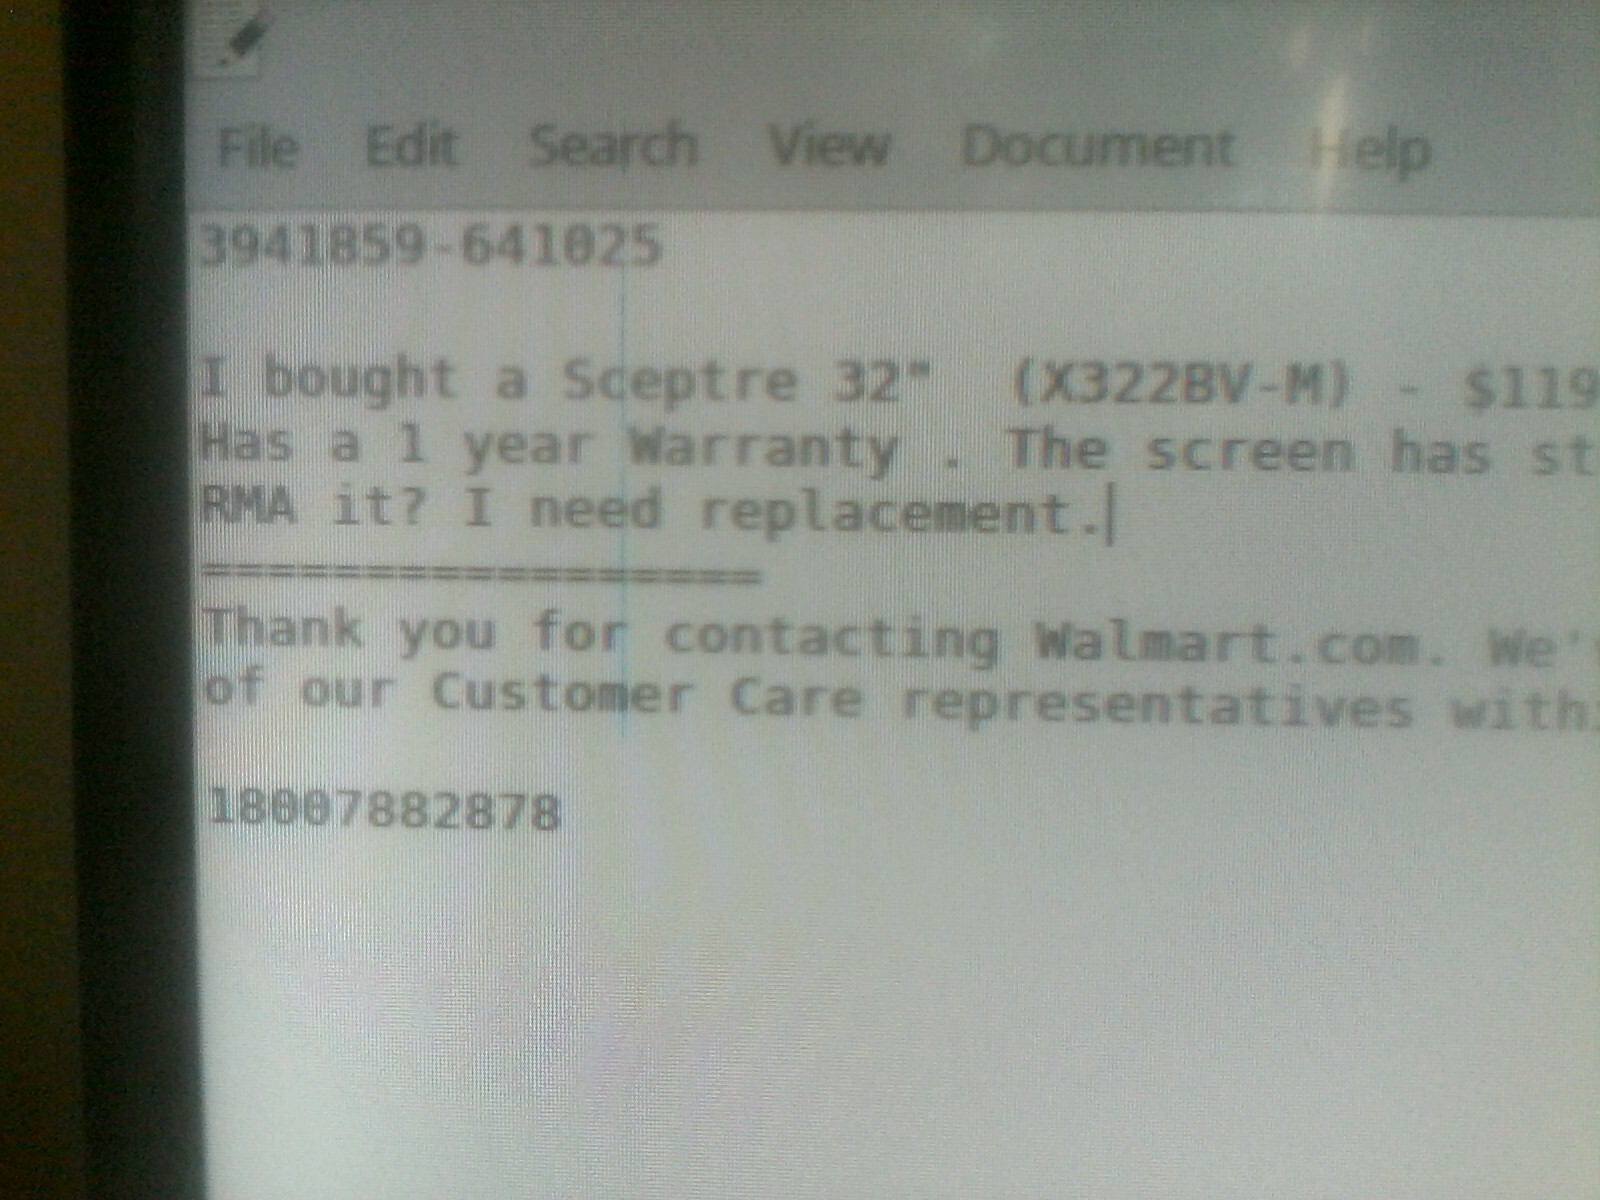 File Edit Search View Document Help
3941859-641025
I bought a Sceptre 32" (X322BV-M) - $119
Has a 1 year Warranty . The screen has st
RMA it? I need replacement.
==================
Thank you for contacting Walmart.com. We'
of our Customer Care representatives with
18007882878